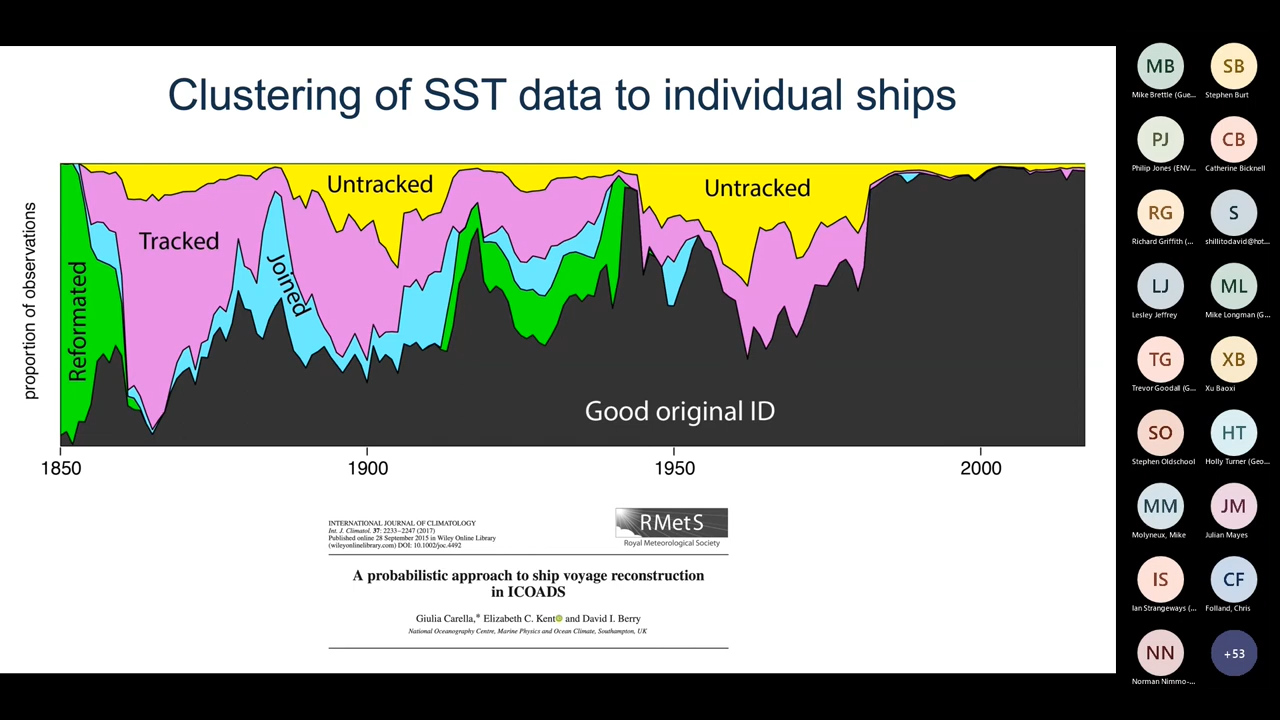 Clustering of SST data to individual ships
Untracked
Untracked
Tracked
Joined
Reformated
Good original ID
proportion of observations
1850
1900
1950
2000
INTERNATIONAL JOURNAL OF CLIMATOLOGY
Int. J. Climatol. 37: 2233–2247 (2017)
Published online 28 September 2015 in Wiley Online Library
(wileyonlinelibrary.com) DOI: 10.1002/joc.4492
RMetS
Royal Meteorological Society
A probabilistic approach to ship voyage reconstruction
in ICOADS
Giulia Carella,* Elizabeth C. Kent and David I. Berry
National Oceanography Centre, Marine Physics and Ocean Climate, Southampton, UK
MB
Mike Brettle (Gue...
SB
Stephen Burt
PJ
Philip Jones (ENV...
CB
Catherine Bicknell
RG
Richard Griffith (...
S
shillitodavid@hot...
LJ
Lesley Jeffrey
ML
Mike Longman (G...
TG
Trevor Goodall (G...
XB
Xu Baoxi
SO
Stephen Oldschool
HT
Holly Turner (Geo...
MM
Molyneux, Mike
JM
Julian Mayes
IS
Ian Strangeways (...
CF
Folland, Chris
NN
Norman Nimmo-...
+53